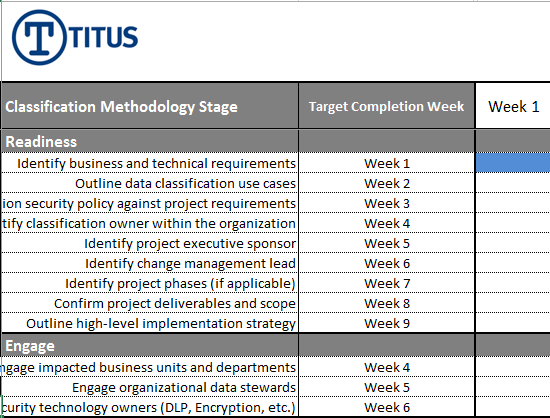 TITUS
Classification Methodology Stage Target Completion Week Week 1
Readiness
Identify business and technical requirements Week 1
Outline data classification use cases Week 2
ion security policy against project requirements Week 3
tify classification owner within the organization Week 4
Identify project executive sponsor Week 5
Identify change management lead Week 6
Identify project phases (if applicable) Week 7
Confirm project deliverables and scope Week 8
Outline high-level implementation strategy Week 9
Engage
ngage impacted business units and departments Week 4
Engage organizational data stewards Week 5
curity technology owners (DLP, Encryption, etc.) Week 6